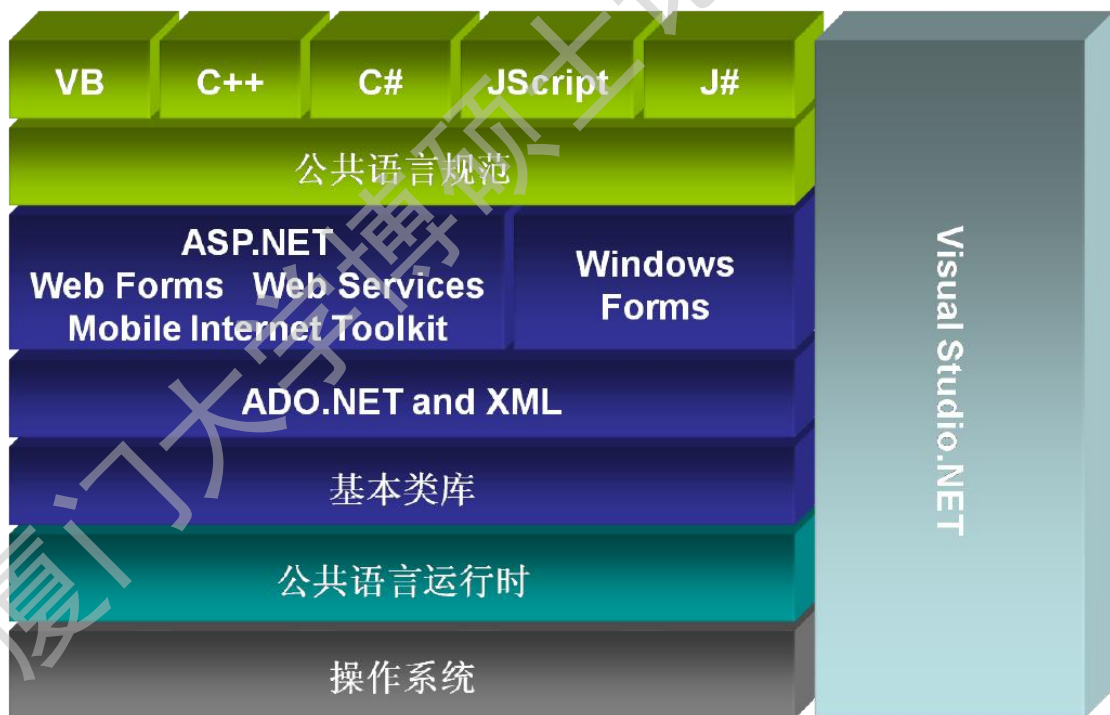 VB
C++
C#
JScript
J#
公共语言规范
ASP.NET
Web Forms Web Services
Mobile Internet Toolkit
Windows
Forms
ADO.NET and XML
基本类库
公共语言运行时
操作系统
Visual Studio.NET
厦门大学博硕士